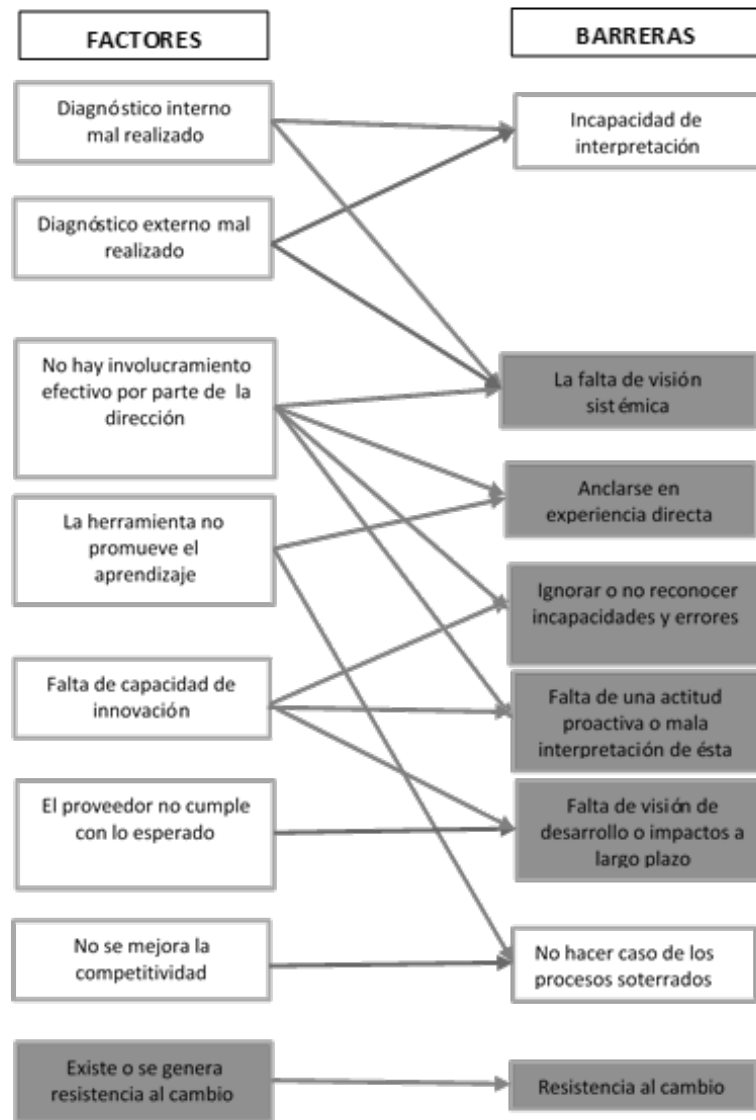 FACTORES
Diagnóstico interno
mal realizado
Diagnóstico externo mal
realizado
No hay involucramiento
efectivo por parte de la
dirección
La herramienta no
promueve el
aprendizaje
Falta de capacidad de
innovación
El proveedor no cumple
con lo esperado
No se mejora la
competitividad
Existe o se genera
resistencia al cambio
BARRERAS
Incapacidad de
interpretación
La falta de visión
sistémica
Anclarse en
experiencia directa
Ignorar o no reconocer
incapacidades y errores
Falta de una actitud
proactiva o mala
interpretación de ésta
Falta de visión de
desarrollo o impactos a
largo plazo
No hacer caso de los
procesos soterrados
Resistencia al cambio